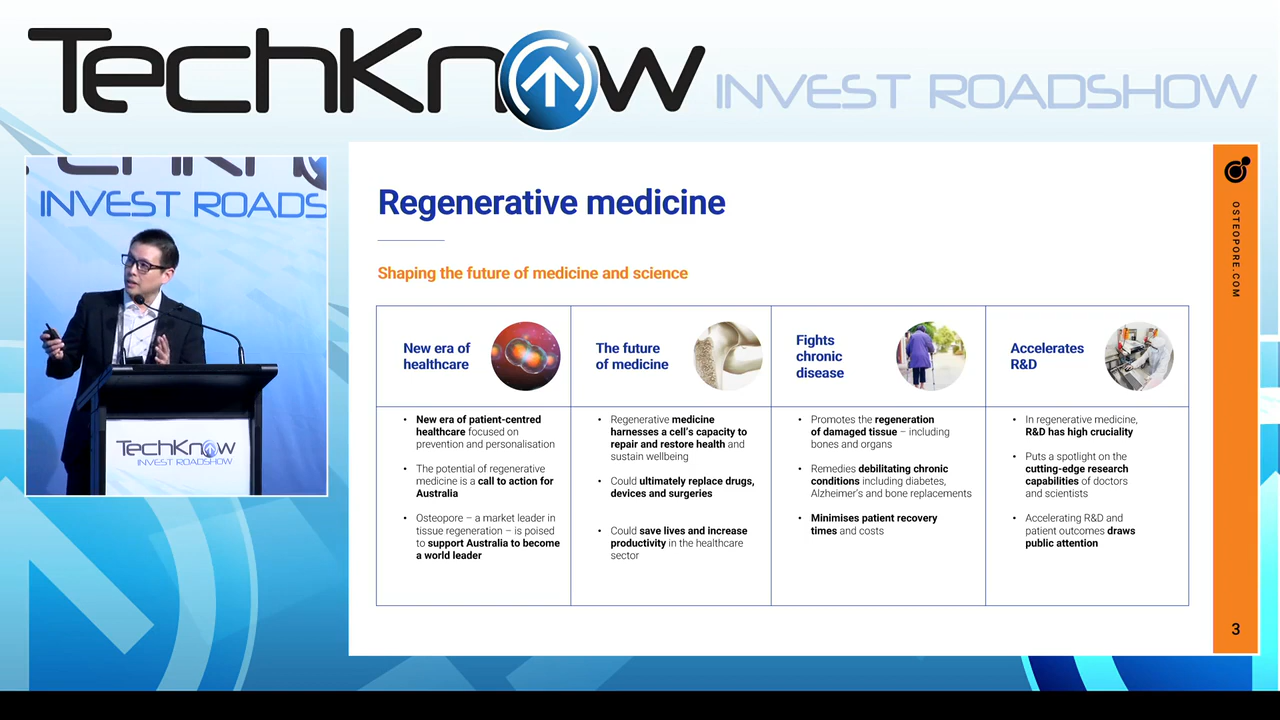 TechKnow INVEST ROADSHOW
INVEST ROADS
TechKnow
INVEST ROADSHOW
Regenerative medicine
Shaping the future of medicine and science
New era of
healthcare
• New era of patient-centred
healthcare focused on
prevention and personalisation
• The potential of regenerative
medicine is a call to action for
Australia
• Osteopore – a market leader in
tissue regeneration – is poised
to support Australia to become
a world leader
The future
of medicine
• Regenerative medicine
harnesses a cell's capacity to
repair and restore health and
sustain wellbeing
• Could ultimately replace drugs,
devices and surgeries
• Could save lives and increase
productivity in the healthcare
sector
Fights
chronic
disease
• Promotes the regeneration
of damaged tissue – including
bones and organs
• Remedies debilitating chronic
conditions including diabetes,
Alzheimer's and bone replacements
• Minimises patient recovery
times and costs
Accelerates
R&D
• In regenerative medicine,
R&D has high cruciality
• Puts a spotlight on the
cutting-edge research
capabilities of doctors
and scientists
• Accelerating R&D and
patient outcomes draws
public attention
OSTEOPORE.COM
3